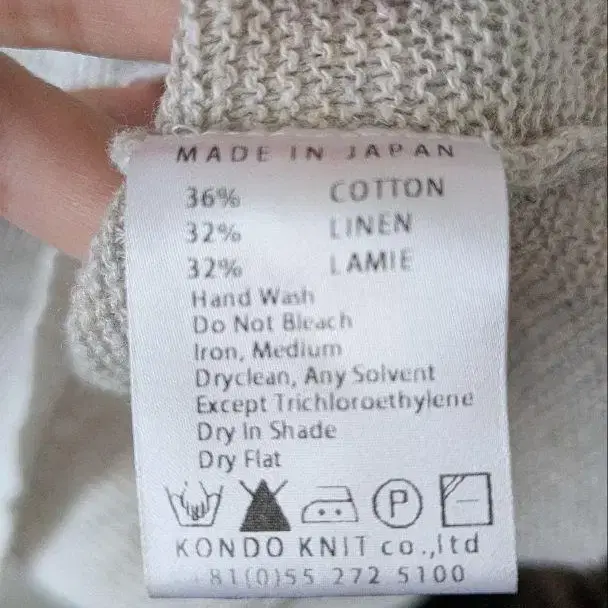 MADE IN JAPAN
36% COTTON
32% LINEN
32% LAMIE
Hand Wash
Do Not Bleach
Iron, Medium
Dryclean, Any Solvent
Except Trichloroethylene
Dry In Shade
Dry Flat
P
KONDO KNIT co.,ltd
+81(0)55 272 5100